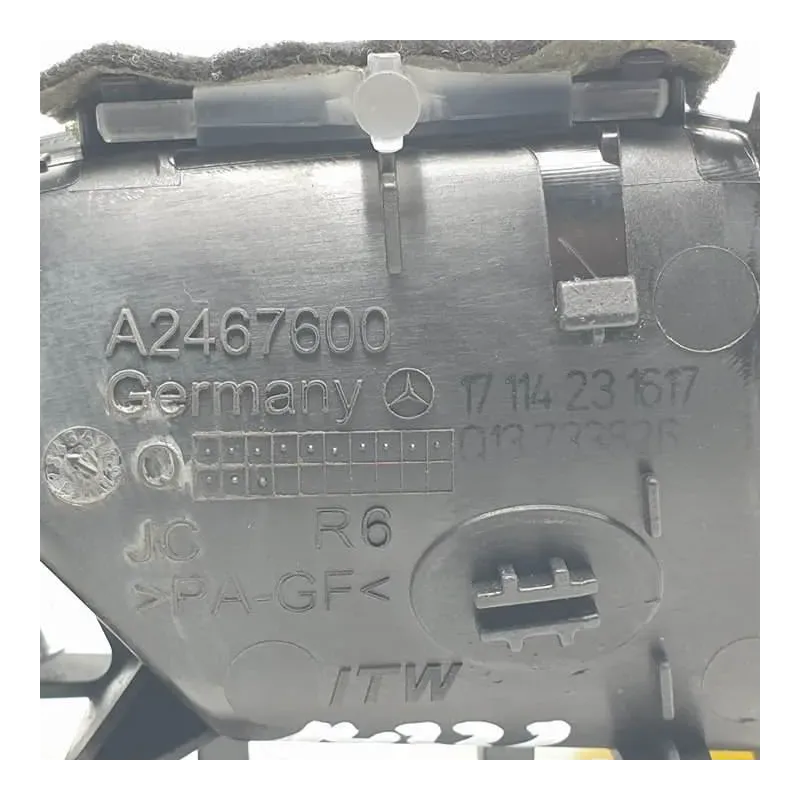 A2467600
Germany 17 114 23 1617
JC R6
>PA-GF<
ITW